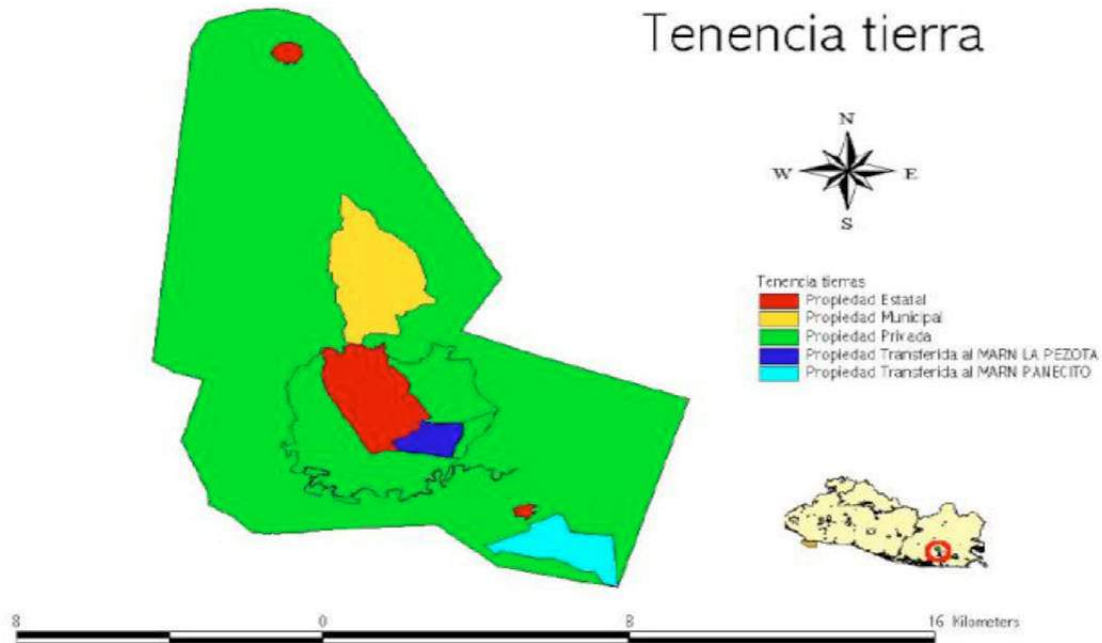 Tenencia tierra
N
W E
S
Tenencia tierras
Propiedad Estatal
Propiedad Municipal
Propiedad Privada
Propiedad Transferida al MARN LA PEZOTA
Propiedad Transferida al MARN PANECITO
8 0 8 16 Kilometers